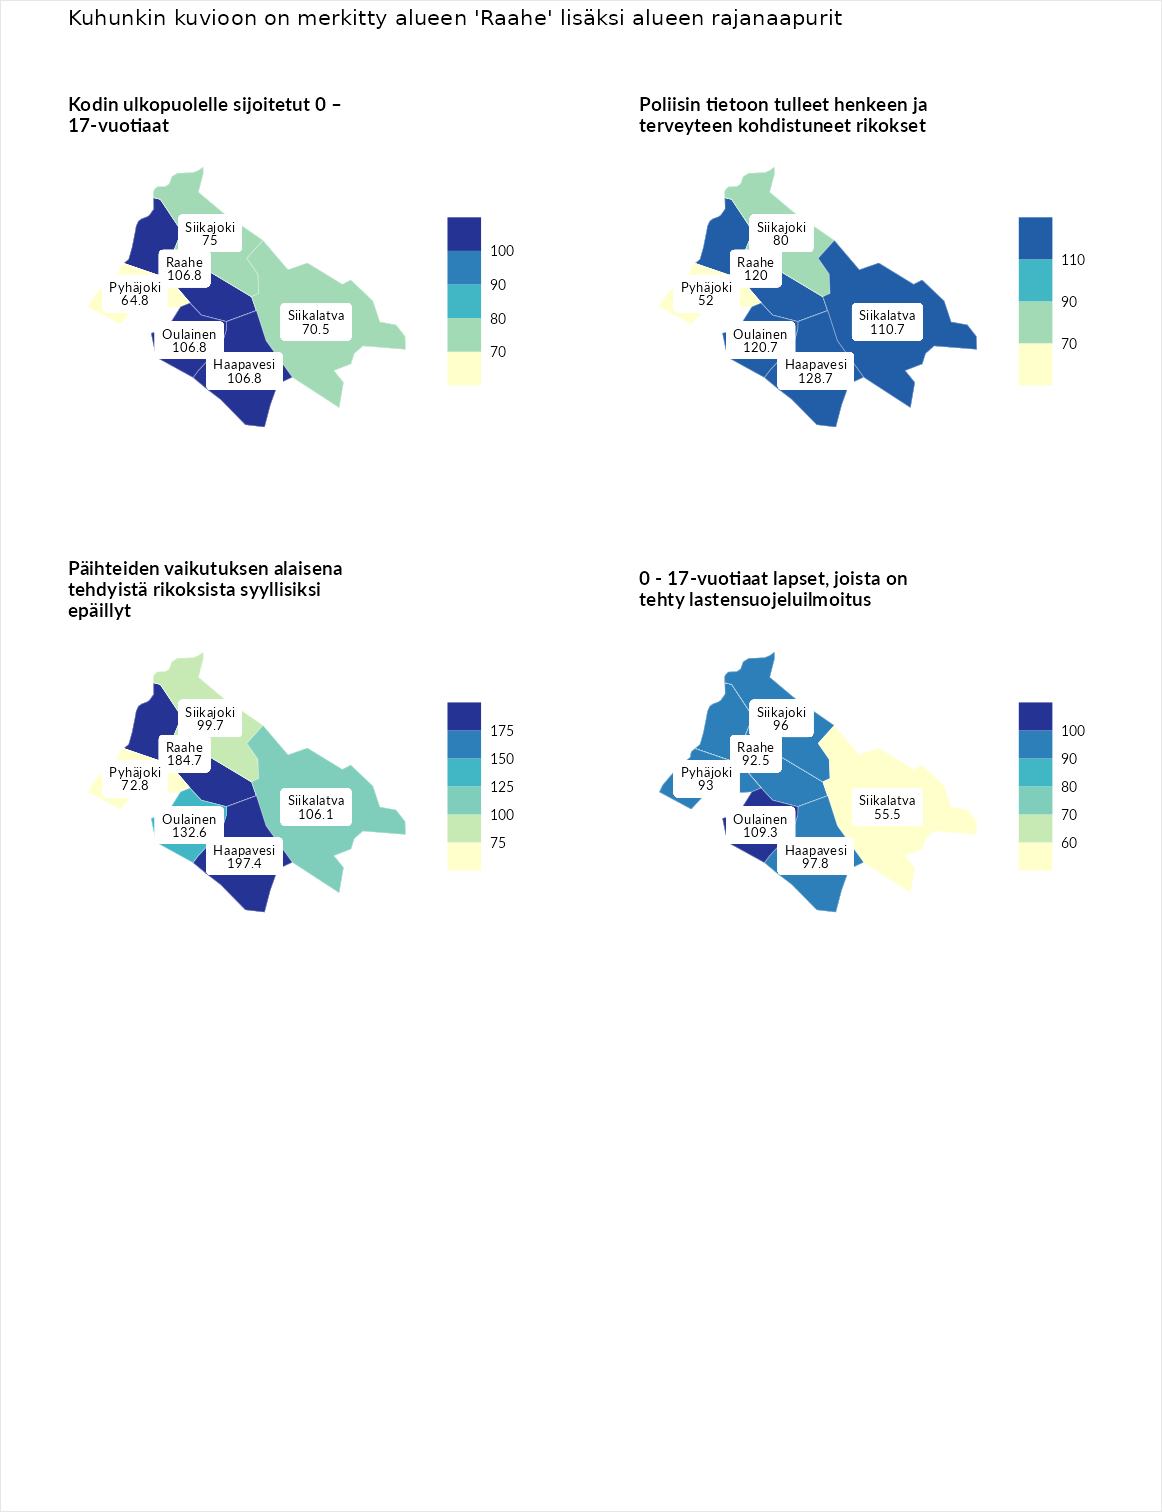 Kuhunkin kuvioon on merkitty alueen 'Raahe' lisäksi alueen rajanaapurit
Kodin ulkopuolelle sijoitetut 0 –
17-vuotiaat
Siikajoki
75
Raahe
106.8
Pyhäjoki
64.8
Siikalatva
70.5
Oulainen
106.8
Haapavesi
106.8
100
90
80
70
Poliisin tietoon tulleet henkeen ja
terveyteen kohdistuneet rikokset
Siikajoki
80
Raahe
120
Pyhäjoki
52
Siikalatva
110.7
Oulainen
120.7
Haapavesi
128.7
110
90
70
Päihteiden vaikutuksen alaisena
tehdyistä rikoksista syyllisiksi
epäillyt
Siikajoki
99.7
Raahe
184.7
Pyhäjoki
72.8
Siikalatva
106.1
Oulainen
132.6
Haapavesi
197.4
175
150
125
100
75
0 - 17-vuotiaat lapset, joista on
tehty lastensuojeluilmoitus
Siikajoki
96
Raahe
92.5
Pyhäjoki
93
Siikalatva
55.5
Oulainen
109.3
Haapavesi
97.8
100
90
80
70
60